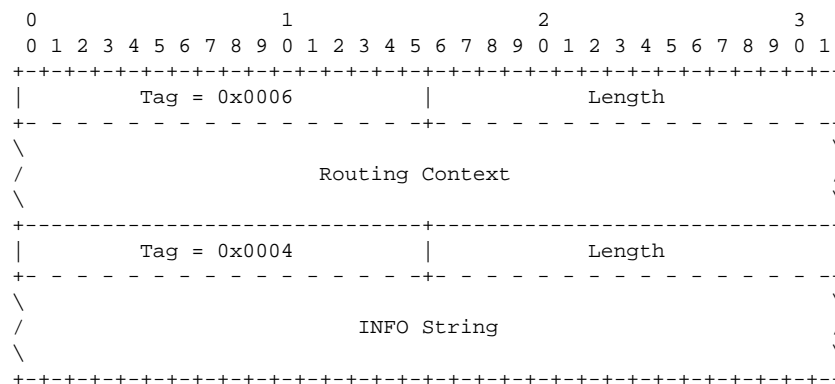 0 1 2 3
0 1 2 3 4 5 6 7 8 9 0 1 2 3 4 5 6 7 8 9 0 1 2 3 4 5 6 7 8 9 0 1
Tag = 0x0006 | Length
Routing Context
Tag = 0x0004 | Length
INFO String